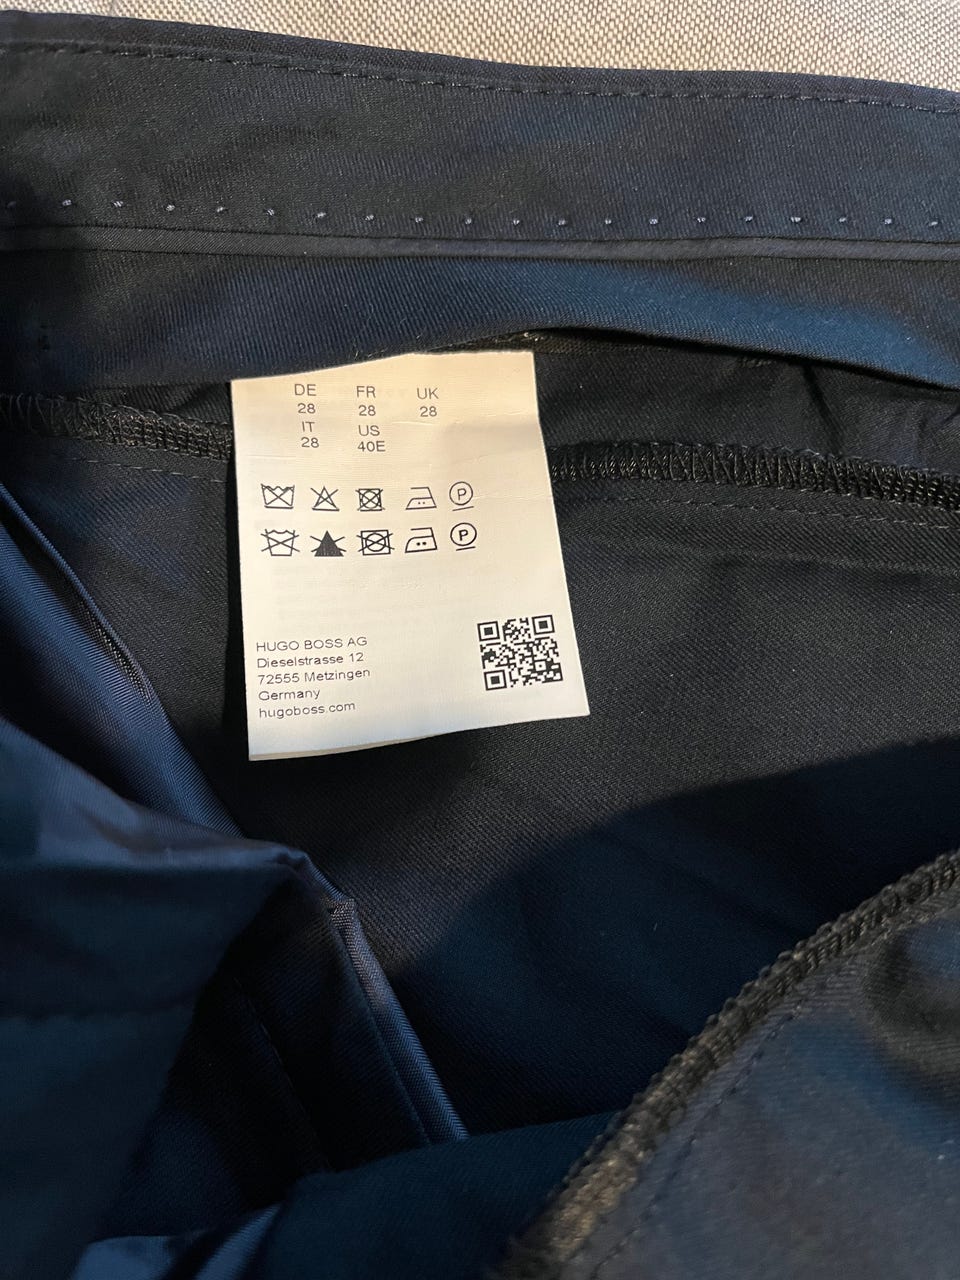 DE FR UK
28 28 28
IT US
28 40E
P
P
HUGO BOSS AG
Dieselstrasse 12
72555 Metzingen
Germany
hugoboss.com